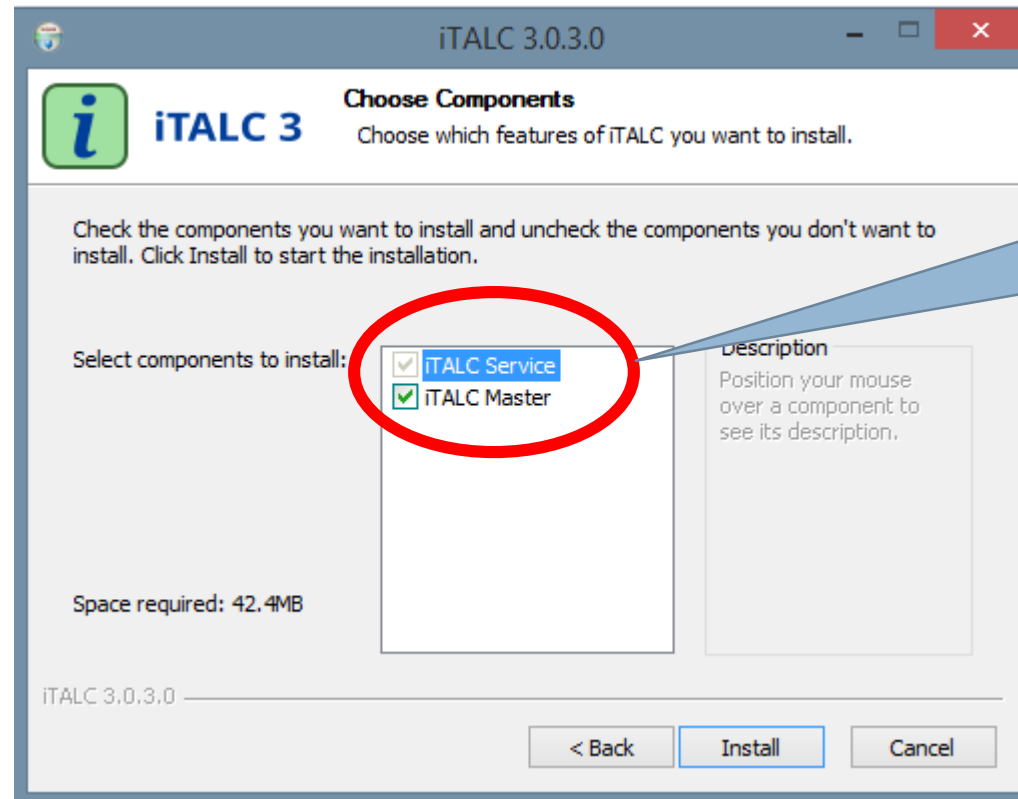 iTALC 3.0.3.0
i iTALC 3
Choose Components
Choose which features of iTALC you want to install.
Check the components you want to install and uncheck the components you don't want to
install. Click Install to start the installation.
Select components to install:
iTALC Service
iTALC Master
Description
Position your mouse
over a component to
see its description.
Space required: 42.4MB
iTALC 3.0.3.0
< Back Install Cancel